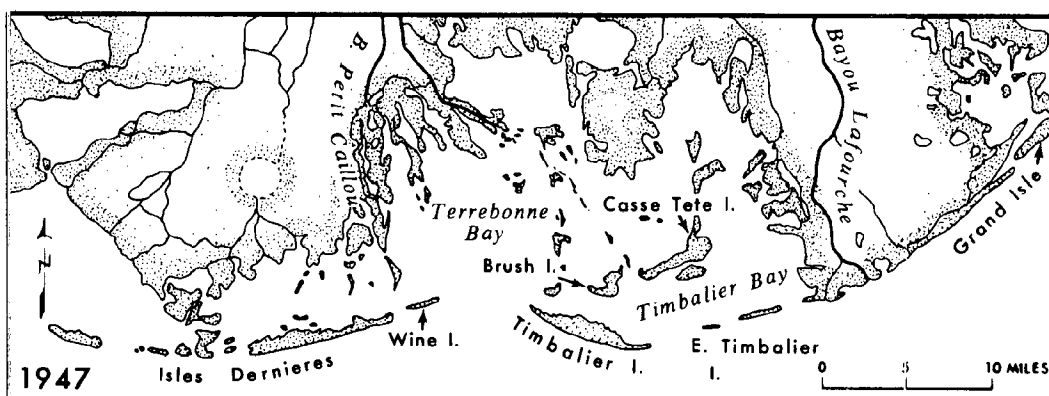 B. Petit Caillou
Bayou Lafourche
Terrebonne
Bay
Casse Tete I.
Grand Isle
Brush I.
Timbalier Bay
N
Wine I.
Timbalier I.
E. Timbalier
I.
Isles Dernieres
1947
0 5 10 MILES